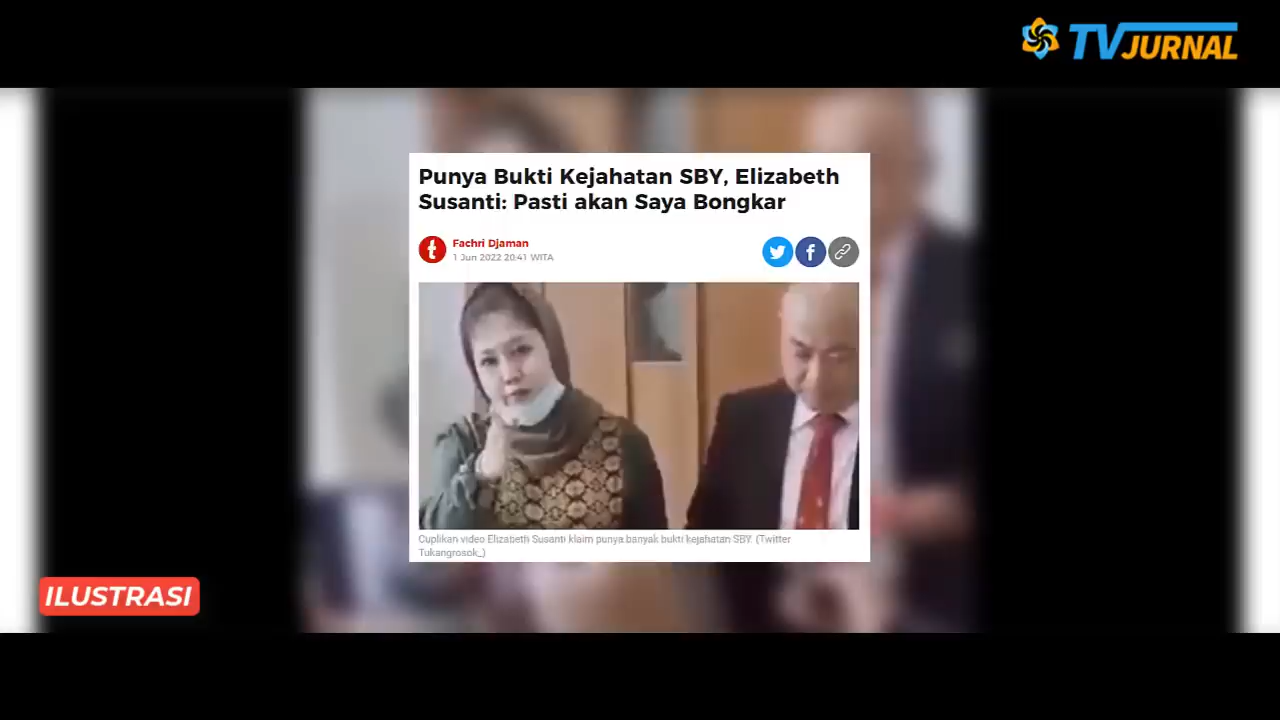 TVJURNAL
Punya Bukti Kejahatan SBY, Elizabeth
Susanti: Pasti akan Saya Bongkar
Fachri Djaman
1 Jun 2022 20:41 WITA
Cuplikan video Elizabeth Susanti klaim punya banyak bukti kejahatan SBY. (Twitter
Tukangrosok_)
ILUSTRASI